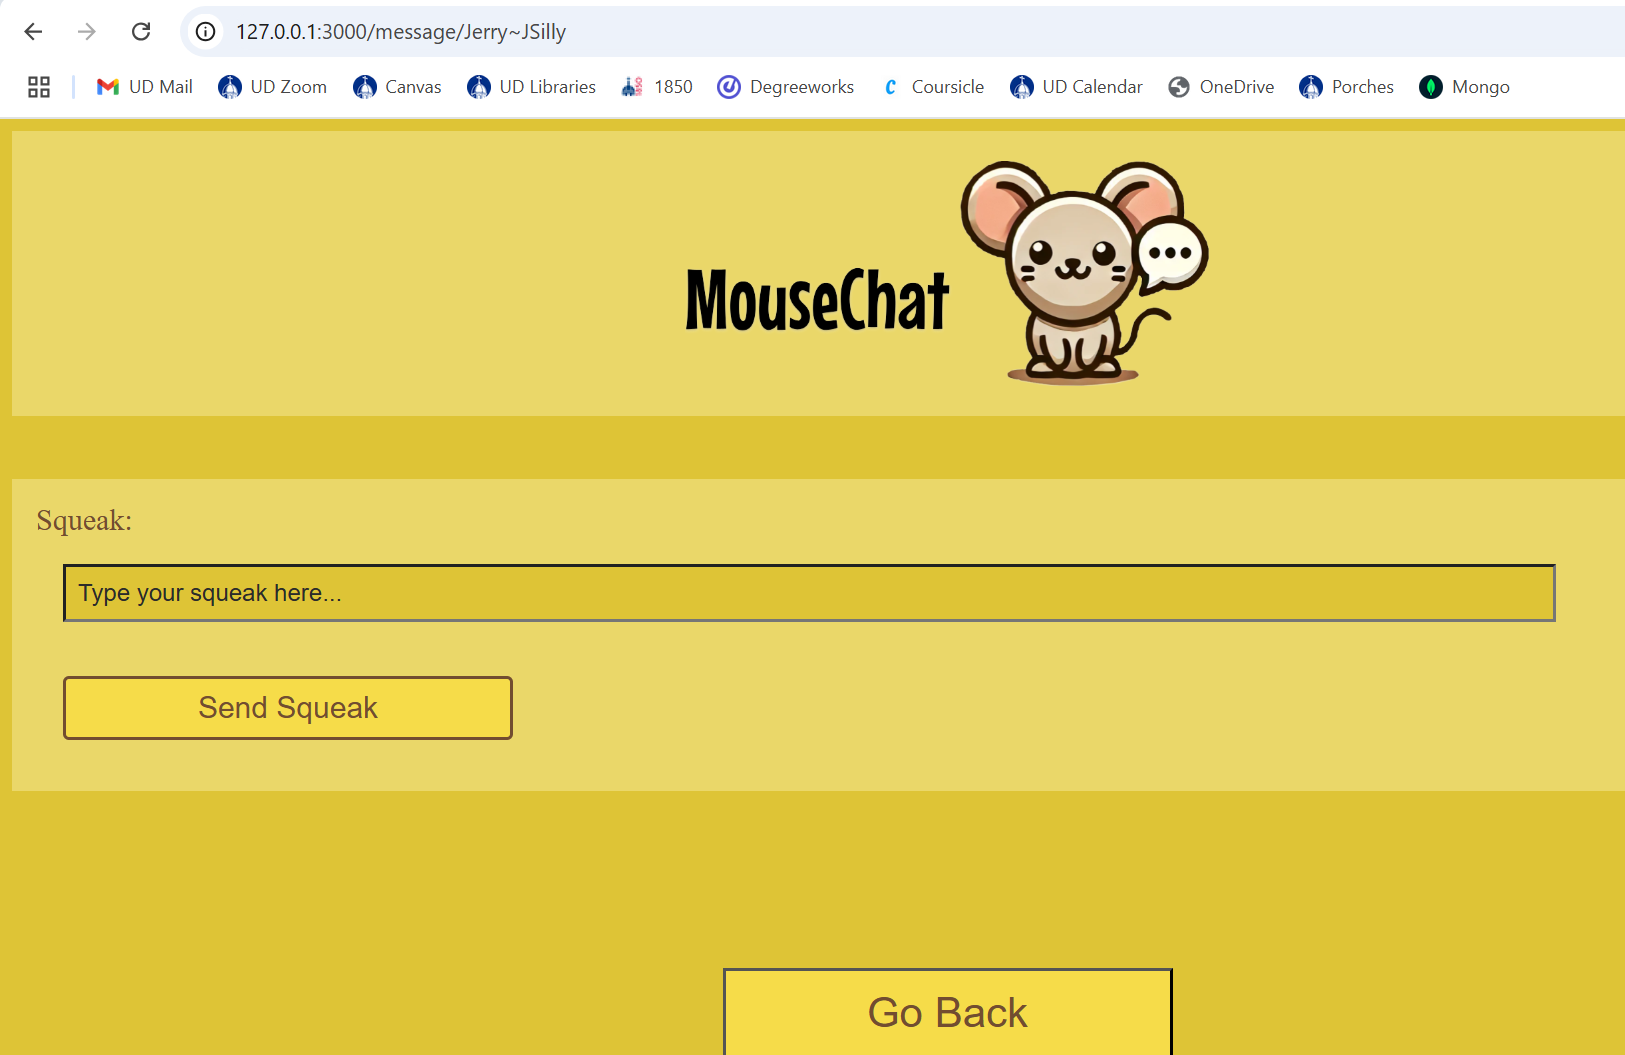 127.0.0.1:3000/message/Jerry~JSilly
UD Mail UD Zoom Canvas UD Libraries 1850 Degreeworks Coursicle UD Calendar OneDrive Porches Mongo
MouseChat
Squeak:
Type your squeak here...
Send Squeak
Go Back